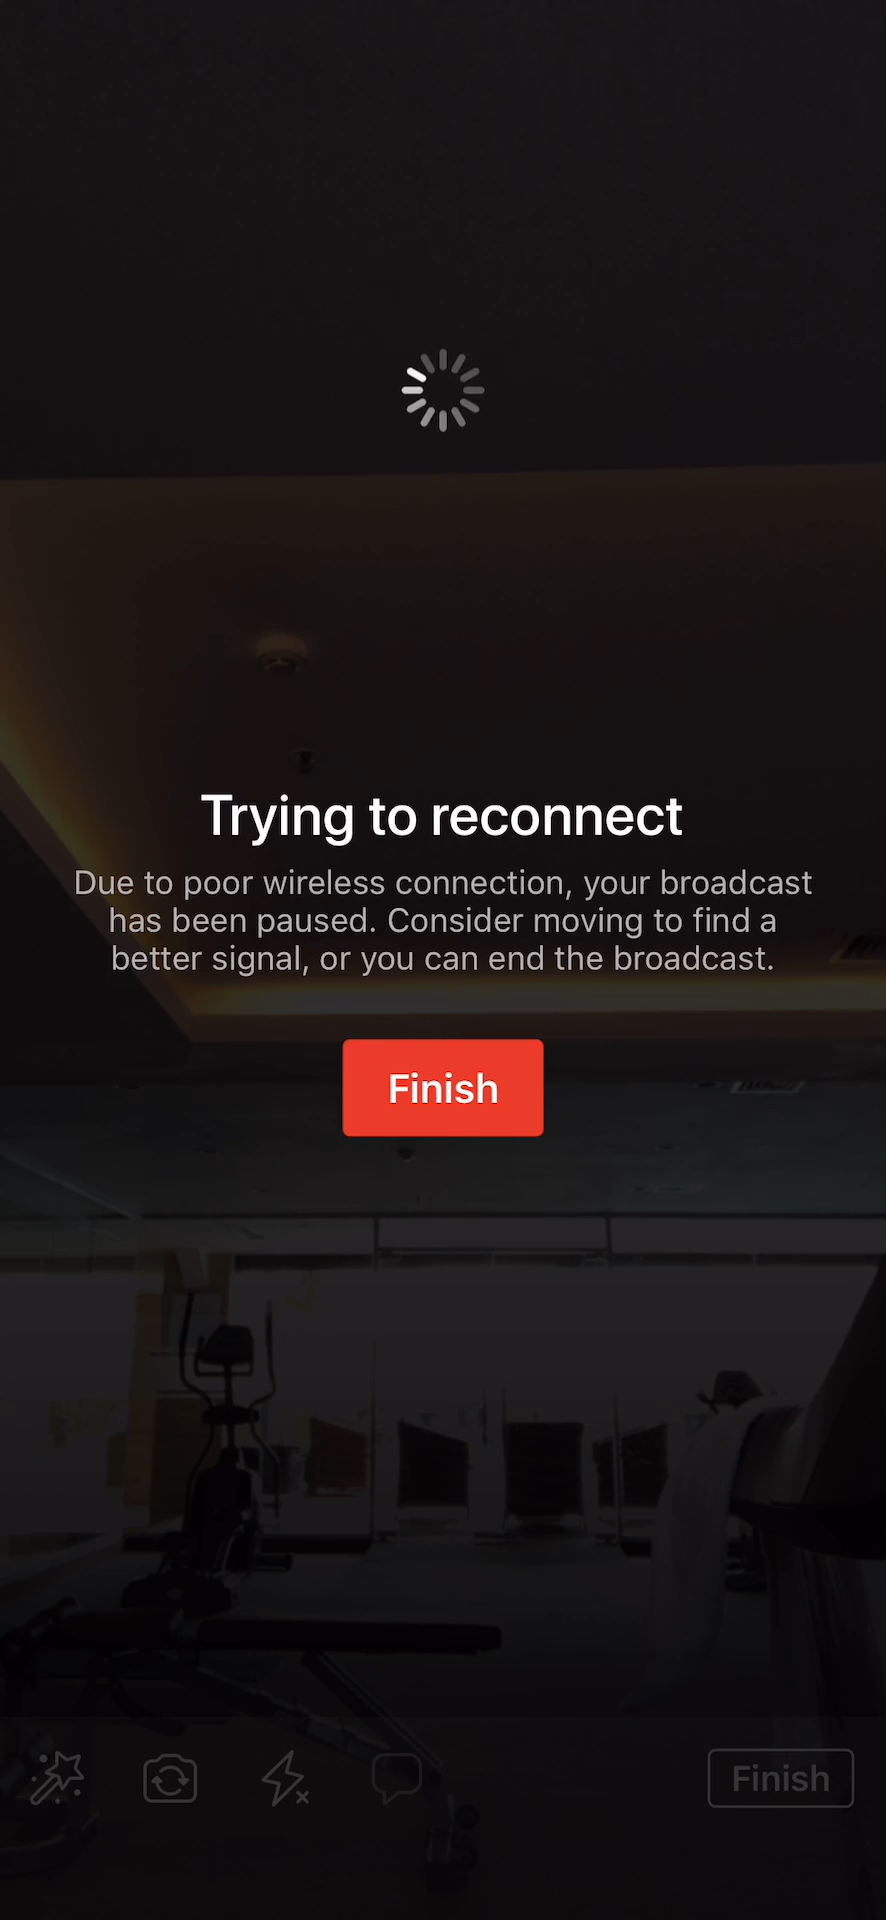 Trying to reconnect
Due to poor wireless connection, your broadcast
has been paused. Consider moving to find a
better signal, or you can end the broadcast.
Finish
Finish